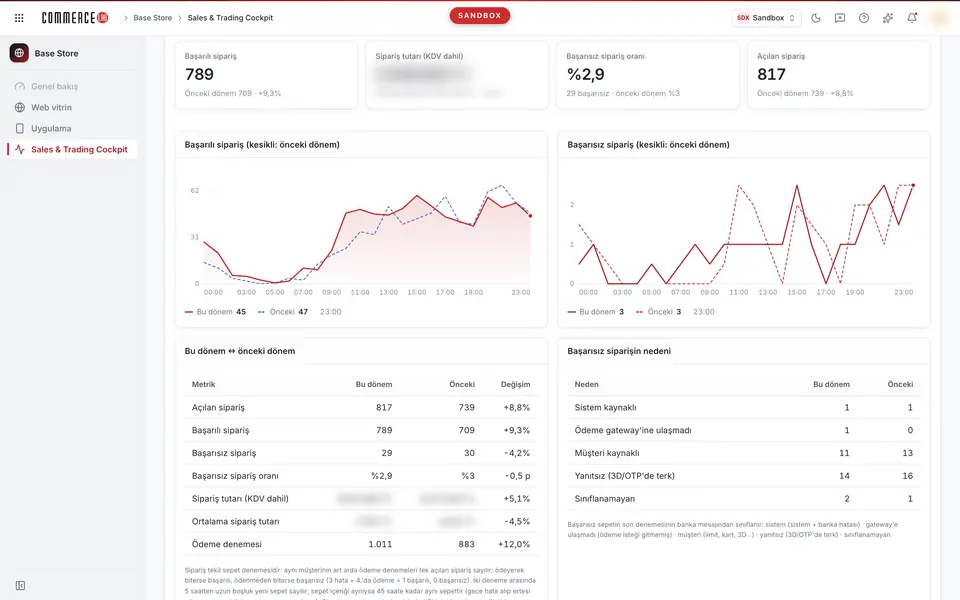 COMMERCE LAB
Base Store
Sales & Trading Cockpit
SANDBOX
SDX Sandbox
Base Store
Genel bakış
Web vitrin
Uygulama
Sales & Trading Cockpit
Başarılı sipariş
789
Önceki dönem 709 · +9,3%
Sipariş tutarı (KDV dahil)
Başarısız sipariş oranı
%2,9
29 başarısız · önceki dönem %3
Açılan sipariş
817
Önceki dönem 739 · +8,8%
Başarılı sipariş (kesikli: önceki dönem)
62
31
0
00:00 03:00 05:00 07:00 09:00 11:00 13:00 15:00 17:00 19:00 23:00
Bu dönem 45 Önceki 47 23:00
Başarısız sipariş (kesikli: önceki dönem)
2
1
0
00:00 03:00 05:00 07:00 09:00 11:00 13:00 15:00 17:00 19:00 23:00
Bu dönem 3 Önceki 3 23:00
Bu dönem ⇔ önceki dönem
Metrik Bu dönem Önceki Değişim
Açılan sipariş 817 739 +8,8%
Başarılı sipariş 789 709 +9,3%
Başarısız sipariş 29 30 -4,2%
Başarısız sipariş oranı %2,9 %3 -0,5 p
Sipariş tutarı (KDV dahil) +5,1%
Ortalama sipariş tutarı -4,5%
Ödeme denemesi 1.011 883 +12,0%
Sipariş tekil sepet denemesidir: aynı müşterinin art arda ödeme denemeleri tek açılan sipariş sayılır; ödeyerek
biterse başarılı, ödenmeden biterse başarısız (3 hata + 4.'da ödeme = 1 başarılı, 0 başarısız). İki deneme arasında
5 saatten uzun boşluk yeni sepet sayılır; sepet içeriği aynıysa 45 saate kadar aynı sepettir (gece hata alıp ertesi
Başarısız siparişin nedeni
Neden Bu dönem Önceki
Sistem kaynaklı 1 1
Ödeme gateway'ine ulaşmadı 1 0
Müşteri kaynaklı 11 13
Yanıtsız (3D/OTP'de terk) 14 16
Sınıflanamayan 2 1
Başarısız sepetin son denemesinin banka mesajından sınıflanır: sistem (sistem + banka hatası) · gateway'e
ulaşmadı (ödeme isteği gitmemiş) · müşteri (limit, kart, 3D...) · yanıtsız (3D/OTP'de terk) · sınıflanamayan.